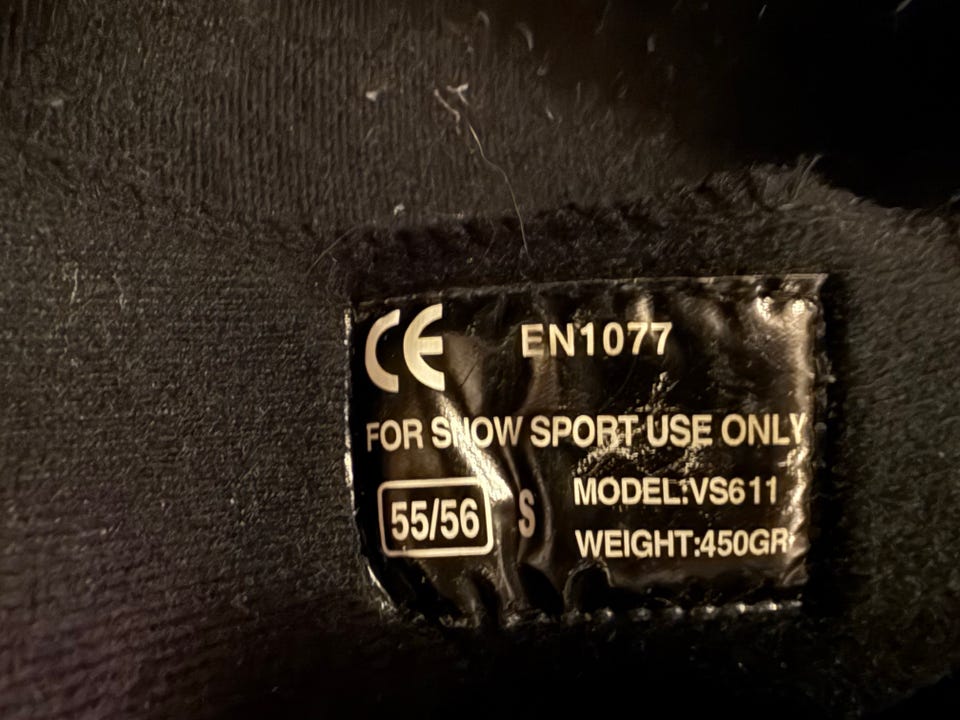 CE EN1077
FOR SNOW SPORT USE ONLY
55/56 S MODEL:VS611
WEIGHT:450GR